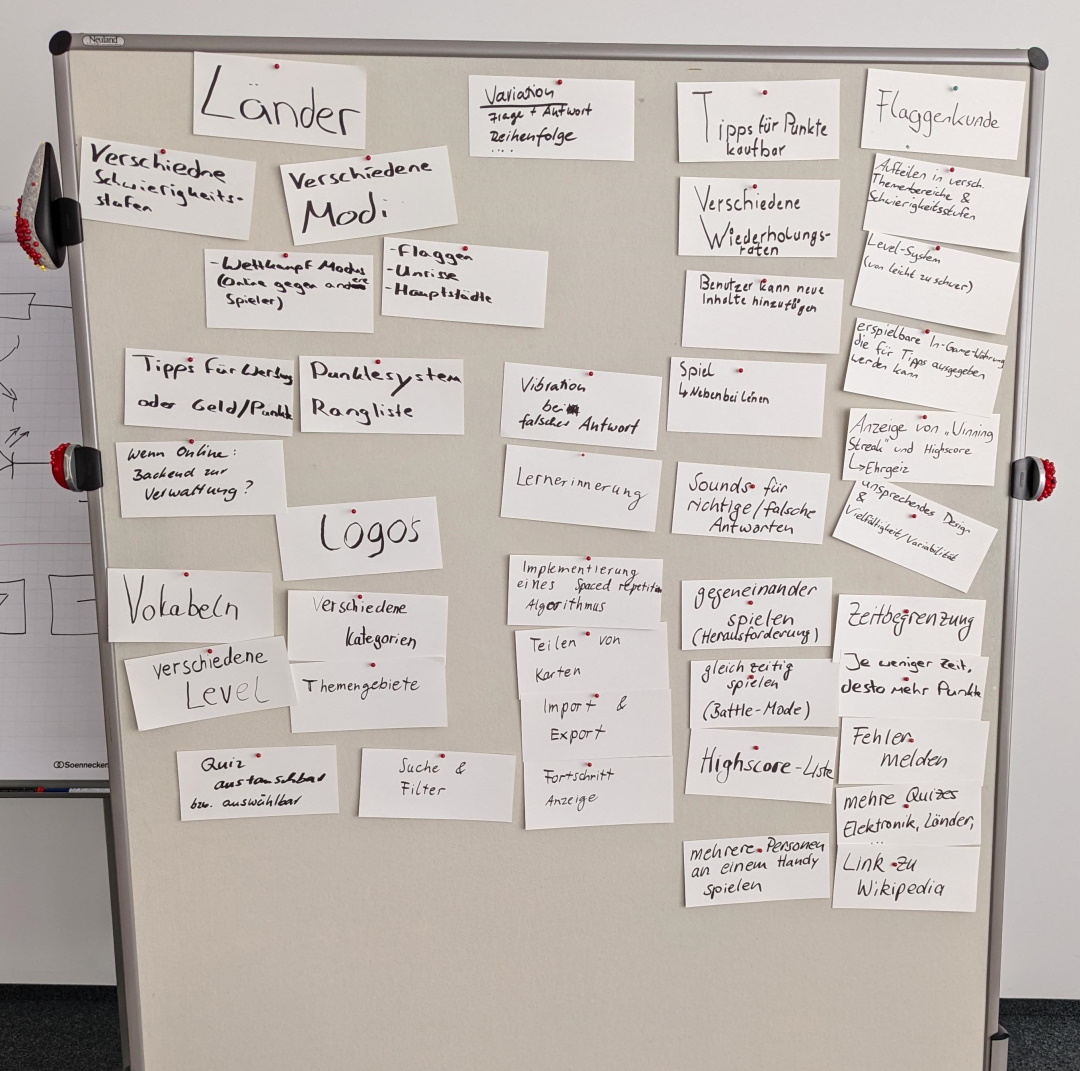 Neuland
Länder
Verschiedne
Schwierigkeits-
stufen
Verschiedene
Modi
- Wettkampf Modus
(Online gegen andere
Spieler)
- Flaggen
- Umrisse
- Hauptstädte
Tipps für Werbung
oder Geld/Punkte
Punktesystem
Rangliste
wenn Online:
Backend zur
Verwaltung?
Logos
Vokabeln
Verschiedene
Kategorien
verschiedene
Level
Themengebiete
Quiz
austauschbar
bzw. auswählbar
Suche &
Filter
Variation
Frage + Antwort
Reihenfolge
....
Vibration
bei
falscher Antwort
Lernerinnerung
Implementierung
eines Spaced repetition
Algorithmus
Teilen von
Karten
Import &
Export
Fortschritt
Anzeige
Tipps für Punkte
kaufbar
Verschiedene
Wiederholungs-
raten
Benutzer kann neue
Inhalte hinzufügen
Spiel
↳ Nebenbei lernen
Sounds für
richtige/falsche
Antworten
gegeneinander
spielen
(Herausforderung)
gleichzeitig
spielen
(Battle-Mode)
Highscore-Liste
mehrere Personen
an einem Handy
spielen
Flaggenkunde
Aufteilen in versch.
Themenbereiche &
Schwierigkeitsstufen
Level-System
(von leicht zu schwer)
erspielbare In-Game-Währung
die für Tipps ausgegeben
werden kann
Anzeige von "Winning
Streak" und Highscore
↳ Ehrgeiz
ansprechendes Design
&
Vielfältigkeit/Variabilität
Zeitbegrenzung
Je weniger Zeit,
desto mehr Punkte
Fehler
melden
mehre Quizes
Elektronik, Länder,
...
Link zu
Wikipedia
Soennecken